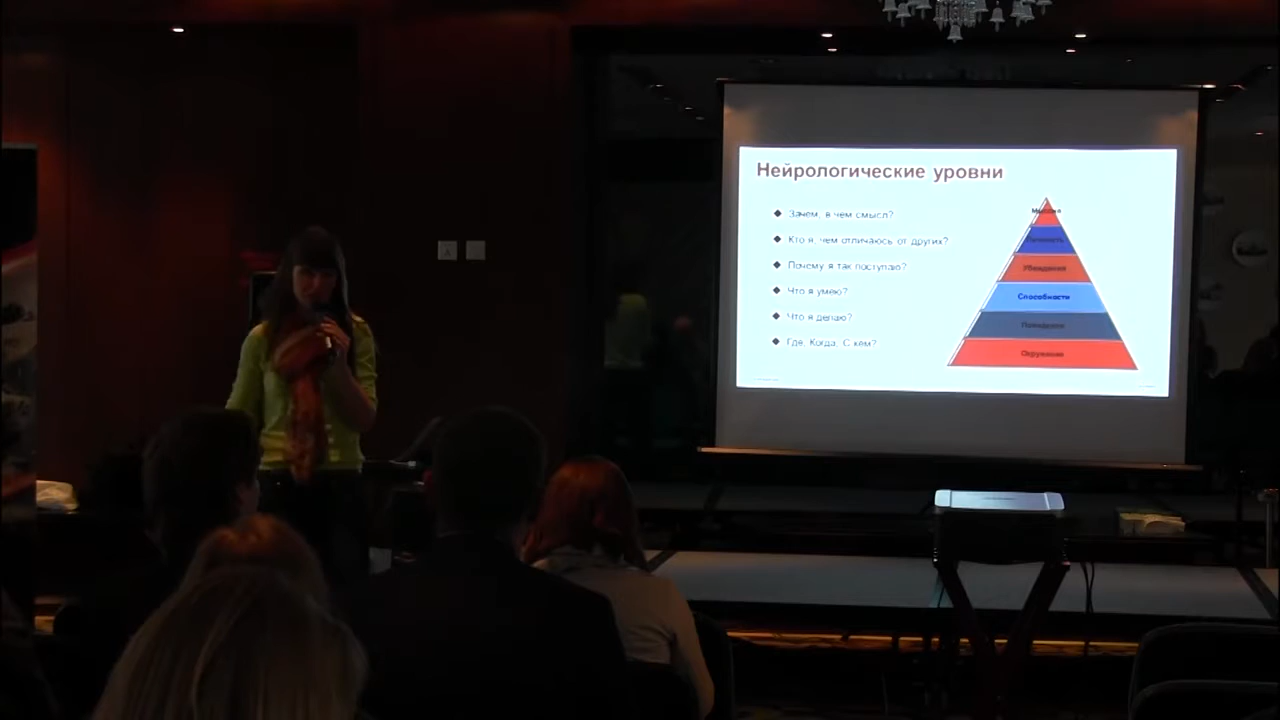 Нейрологические уровни
Зачем, в чем смысл?
Кто я, чем отличаюсь от других?
Почему я так поступаю?
Что я умею?
Что я делаю?
Где, Когда, С кем?
Миссия
Личность
Убеждения
Способности
Поведение
Окружение